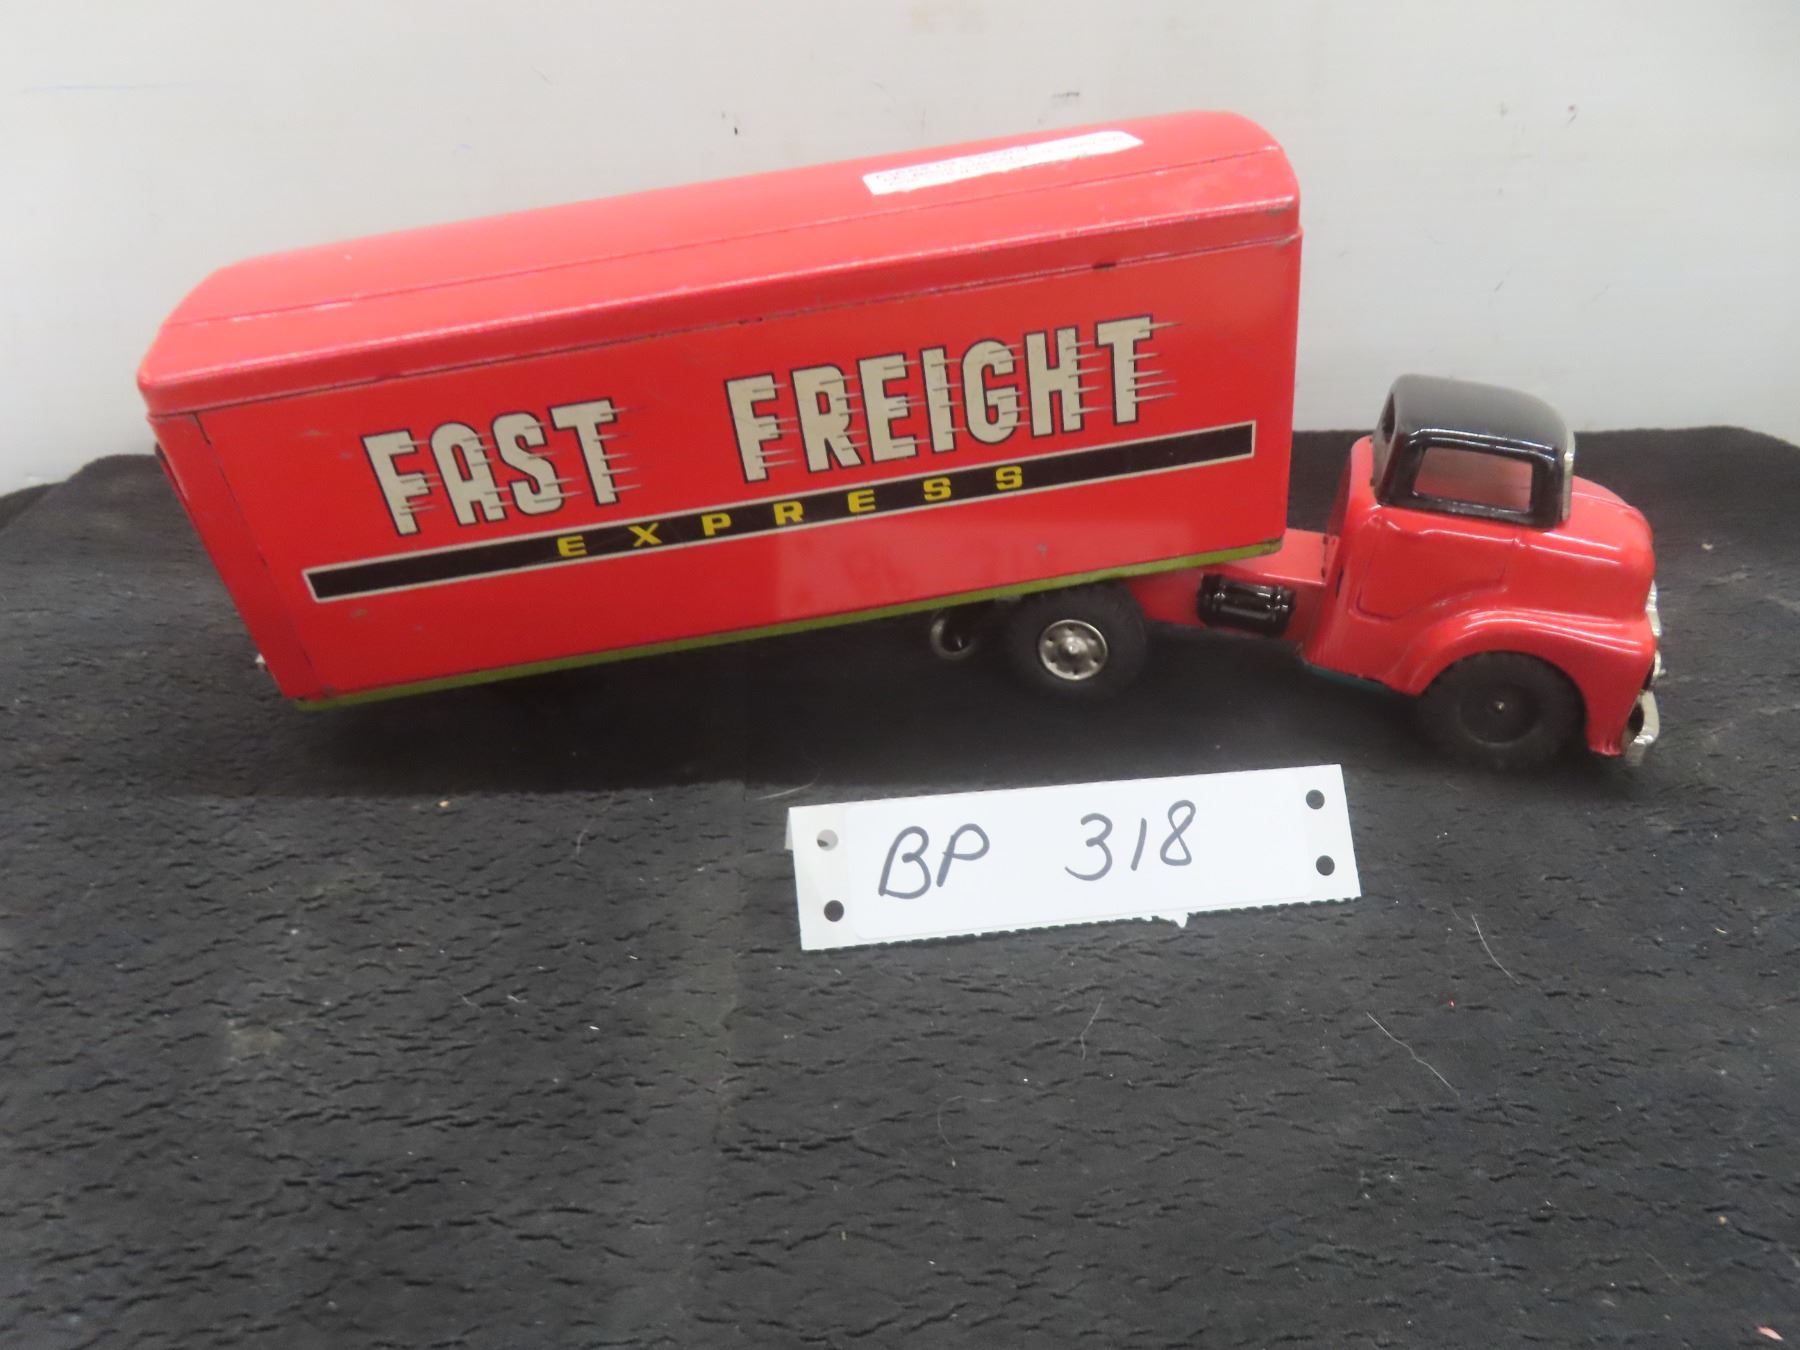 FAST FREIGHT
EXPRESS
BP 318